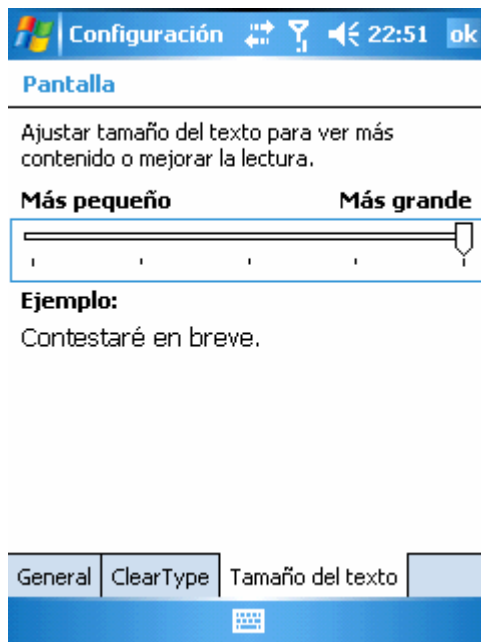 Configuración 22:51 ok
Pantalla
Ajustar tamaño del texto para ver más
contenido o mejorar la lectura.
Más pequeño Más grande
Ejemplo:
Contestaré en breve.
General ClearType Tamaño del texto